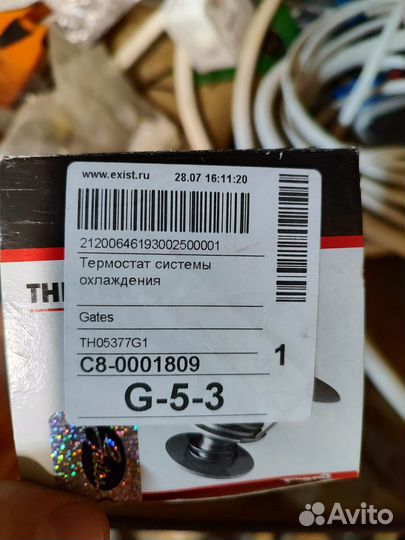 www.exist.ru 28.07 16:11:20
21200646193002500001
Термостат системы
охлаждения
TH
Gates
TH05377G1
C8-0001809
1
G-5-3
Avito